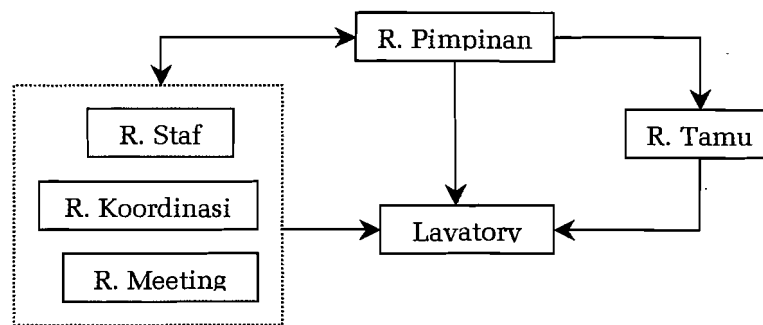 R. Pimpinan
R. Staf
R. Tamu
R. Koordinasi
Lavatory
R. Meeting